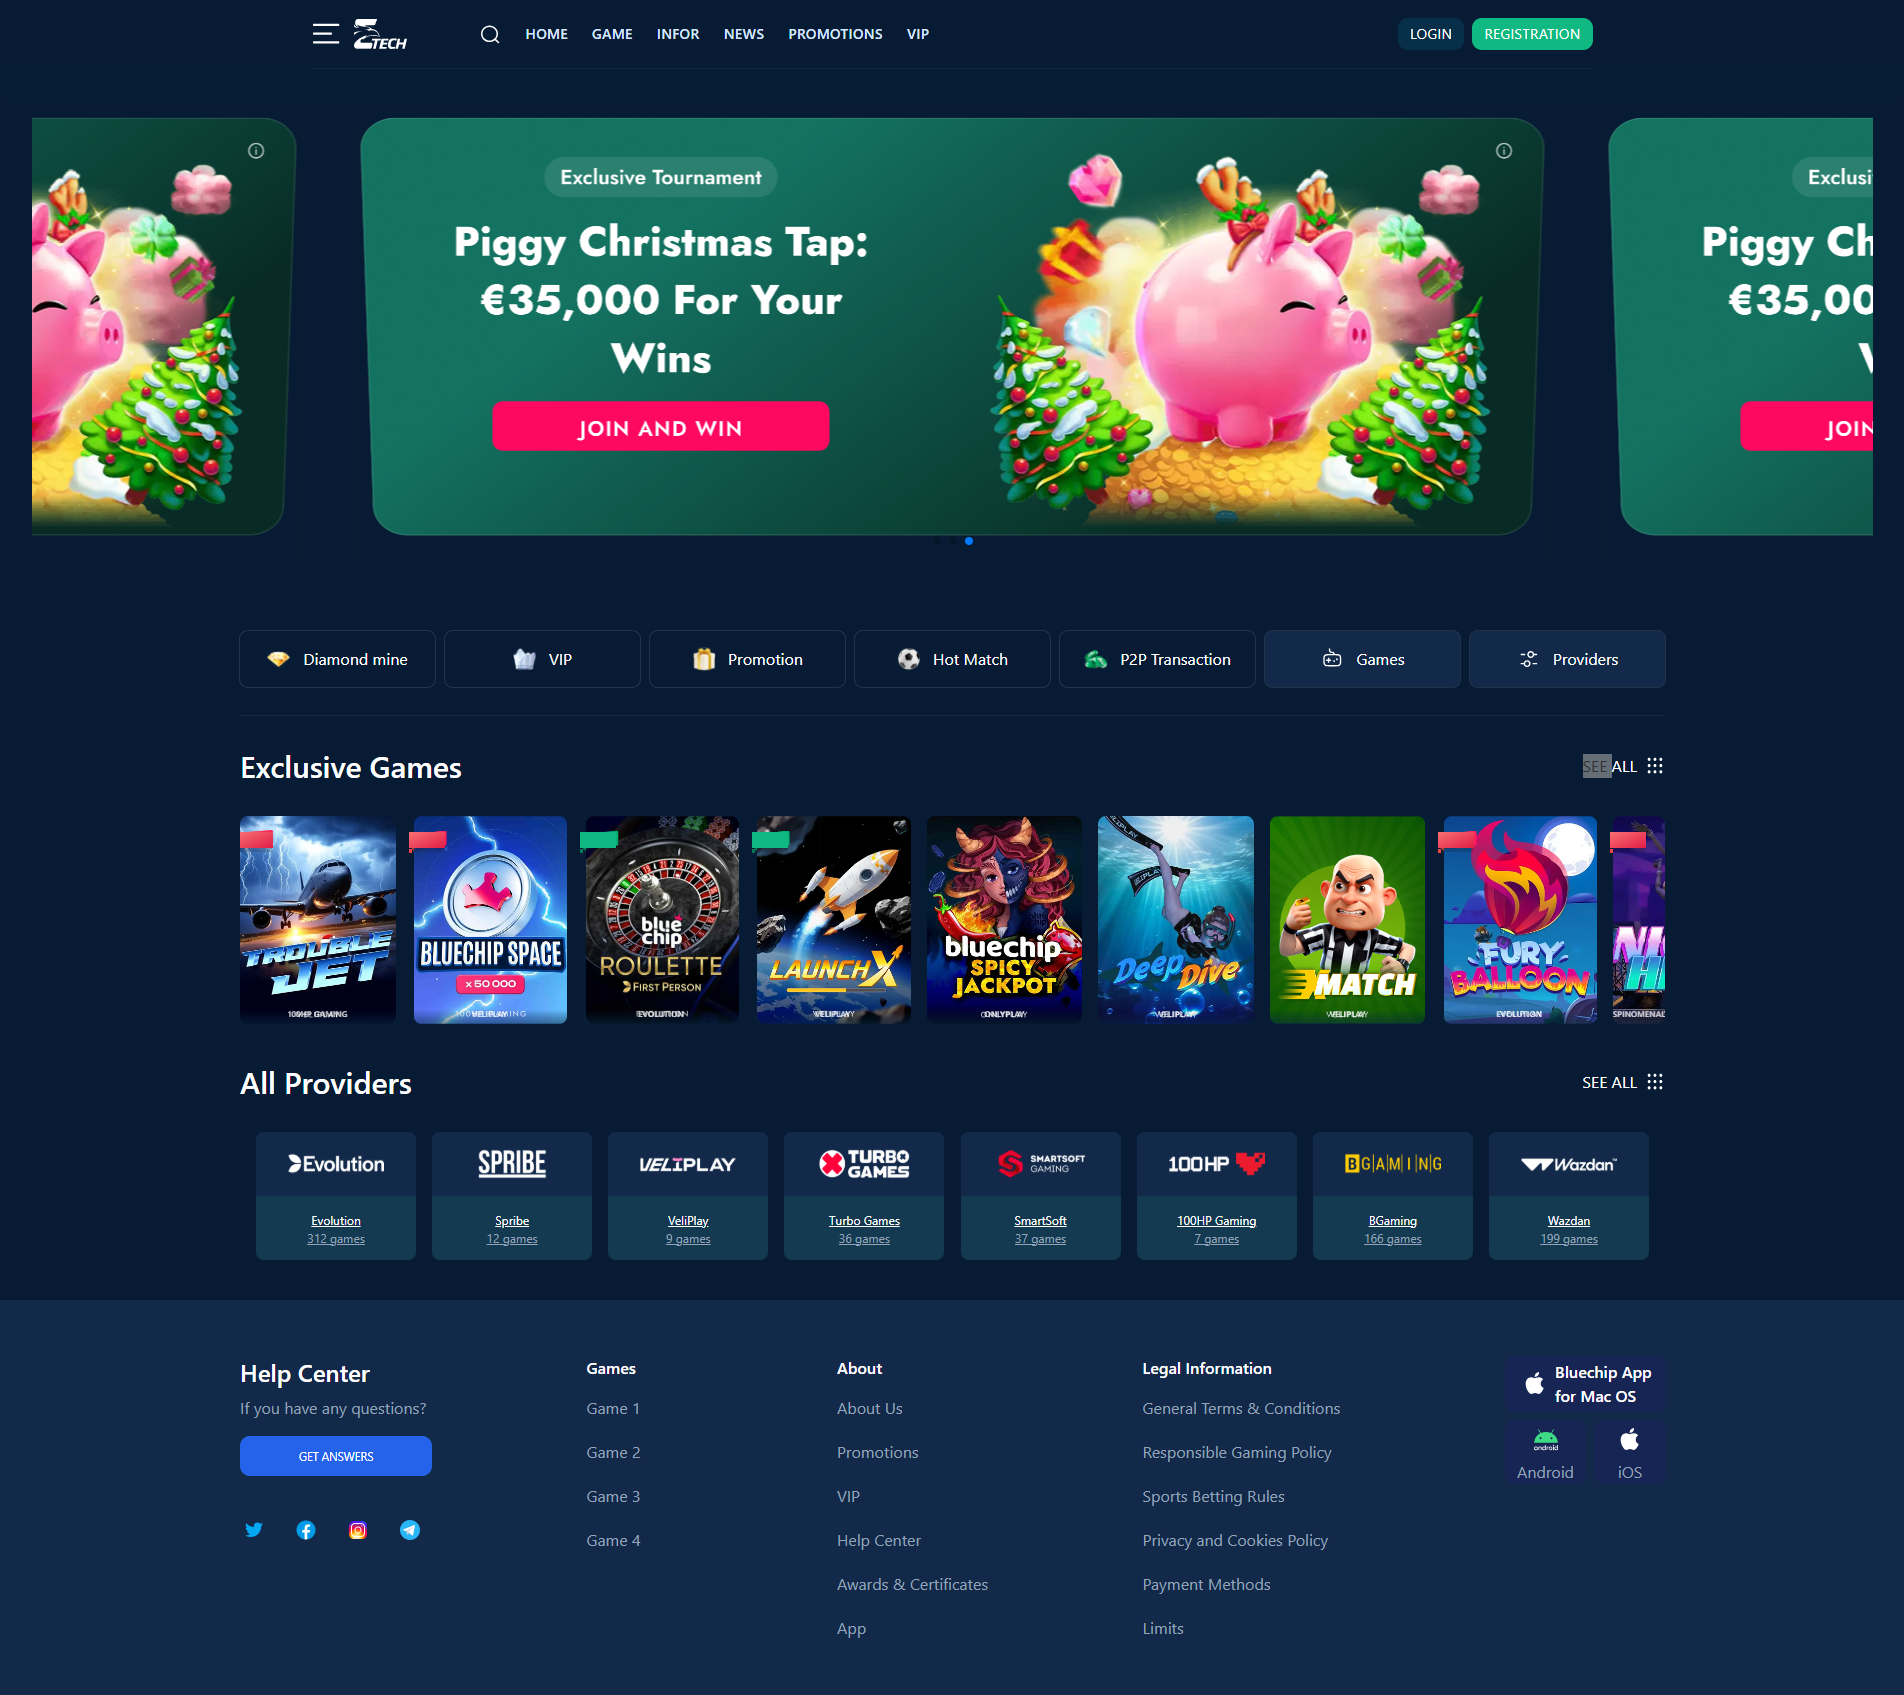 TECH
HOME
GAME
INFOR
NEWS
PROMOTIONS
VIP
LOGIN
REGISTRATION
Exclusive Tournament
Piggy Christmas Tap:
€35,000 For Your
Wins
JOIN AND WIN
Exclusi
Piggy Ch
€35,00
JOIN
Diamond mine
VIP
Promotion
Hot Match
P2P Transaction
Games
Providers
Exclusive Games
SEE ALL
TROUBLE
JET
100HP GAMING
BLUECHIP SPACE
x50 000
VELIPLAY
blue
chip
ROULETTE
FIRST PERSON
EVOLUTION
LAUNCHX
VELIPLAY
bluechip
SPICY
JACKPOT
ONLYPLAY
VELIPLAY
Deep Dive
VELIPLAY
XMATCH
VELIPLAY
FURY
BALLOON
EVOLUTION
SPINOMENAL
All Providers
SEE ALL
Evolution
SPRIBE
VELIPLAY
TURBO
GAMES
SMARTSOFT
GAMING
100HP
BGAMING
Wazdan
Evolution
312 games
Spribe
12 games
VeliPlay
9 games
Turbo Games
36 games
SmartSoft
37 games
100HP Gaming
7 games
BGaming
166 games
Wazdan
199 games
Help Center
If you have any questions?
GET ANSWERS
Games
Game 1
Game 2
Game 3
Game 4
About
About Us
Promotions
VIP
Help Center
Awards & Certificates
App
Legal Information
General Terms & Conditions
Responsible Gaming Policy
Sports Betting Rules
Privacy and Cookies Policy
Payment Methods
Limits
Bluechip App
for Mac OS
android
Android
iOS